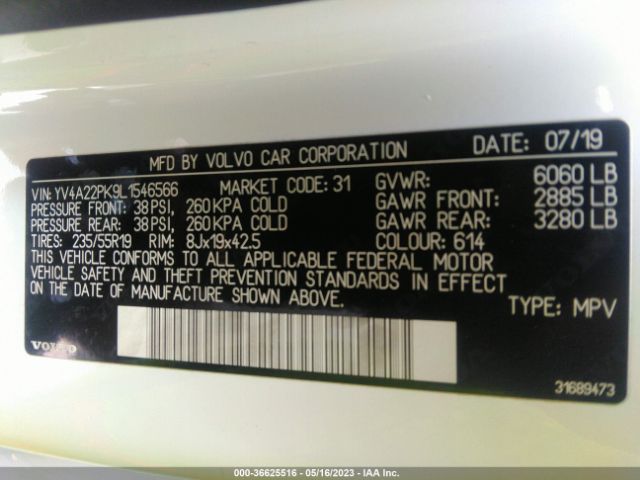 MFD BY VOLVO CAR CORPORATION DATE: 07/19
VIN: YV4A22PK9L1546566 MARKET CODE: 31 GVWR: 6060 LB
PRESSURE FRONT: 38 PSI, 260 KPA COLD GAWR FRONT: 2885 LB
PRESSURE REAR: 38 PSI, 260 KPA COLD GAWR REAR: 3280 LB
TIRES: 235/55R19 RIM: 8Jx19x42.5 COLOUR: 614
THIS VEHICLE CONFORMS TO ALL APPLICABLE FEDERAL MOTOR
VEHICLE SAFETY AND THEFT PREVENTION STANDARDS IN EFFECT
ON THE DATE OF MANUFACTURE SHOWN ABOVE.
TYPE: MPV
VOLVO
31689473
000-36625516 - 05/16/2023 - IAA Inc.